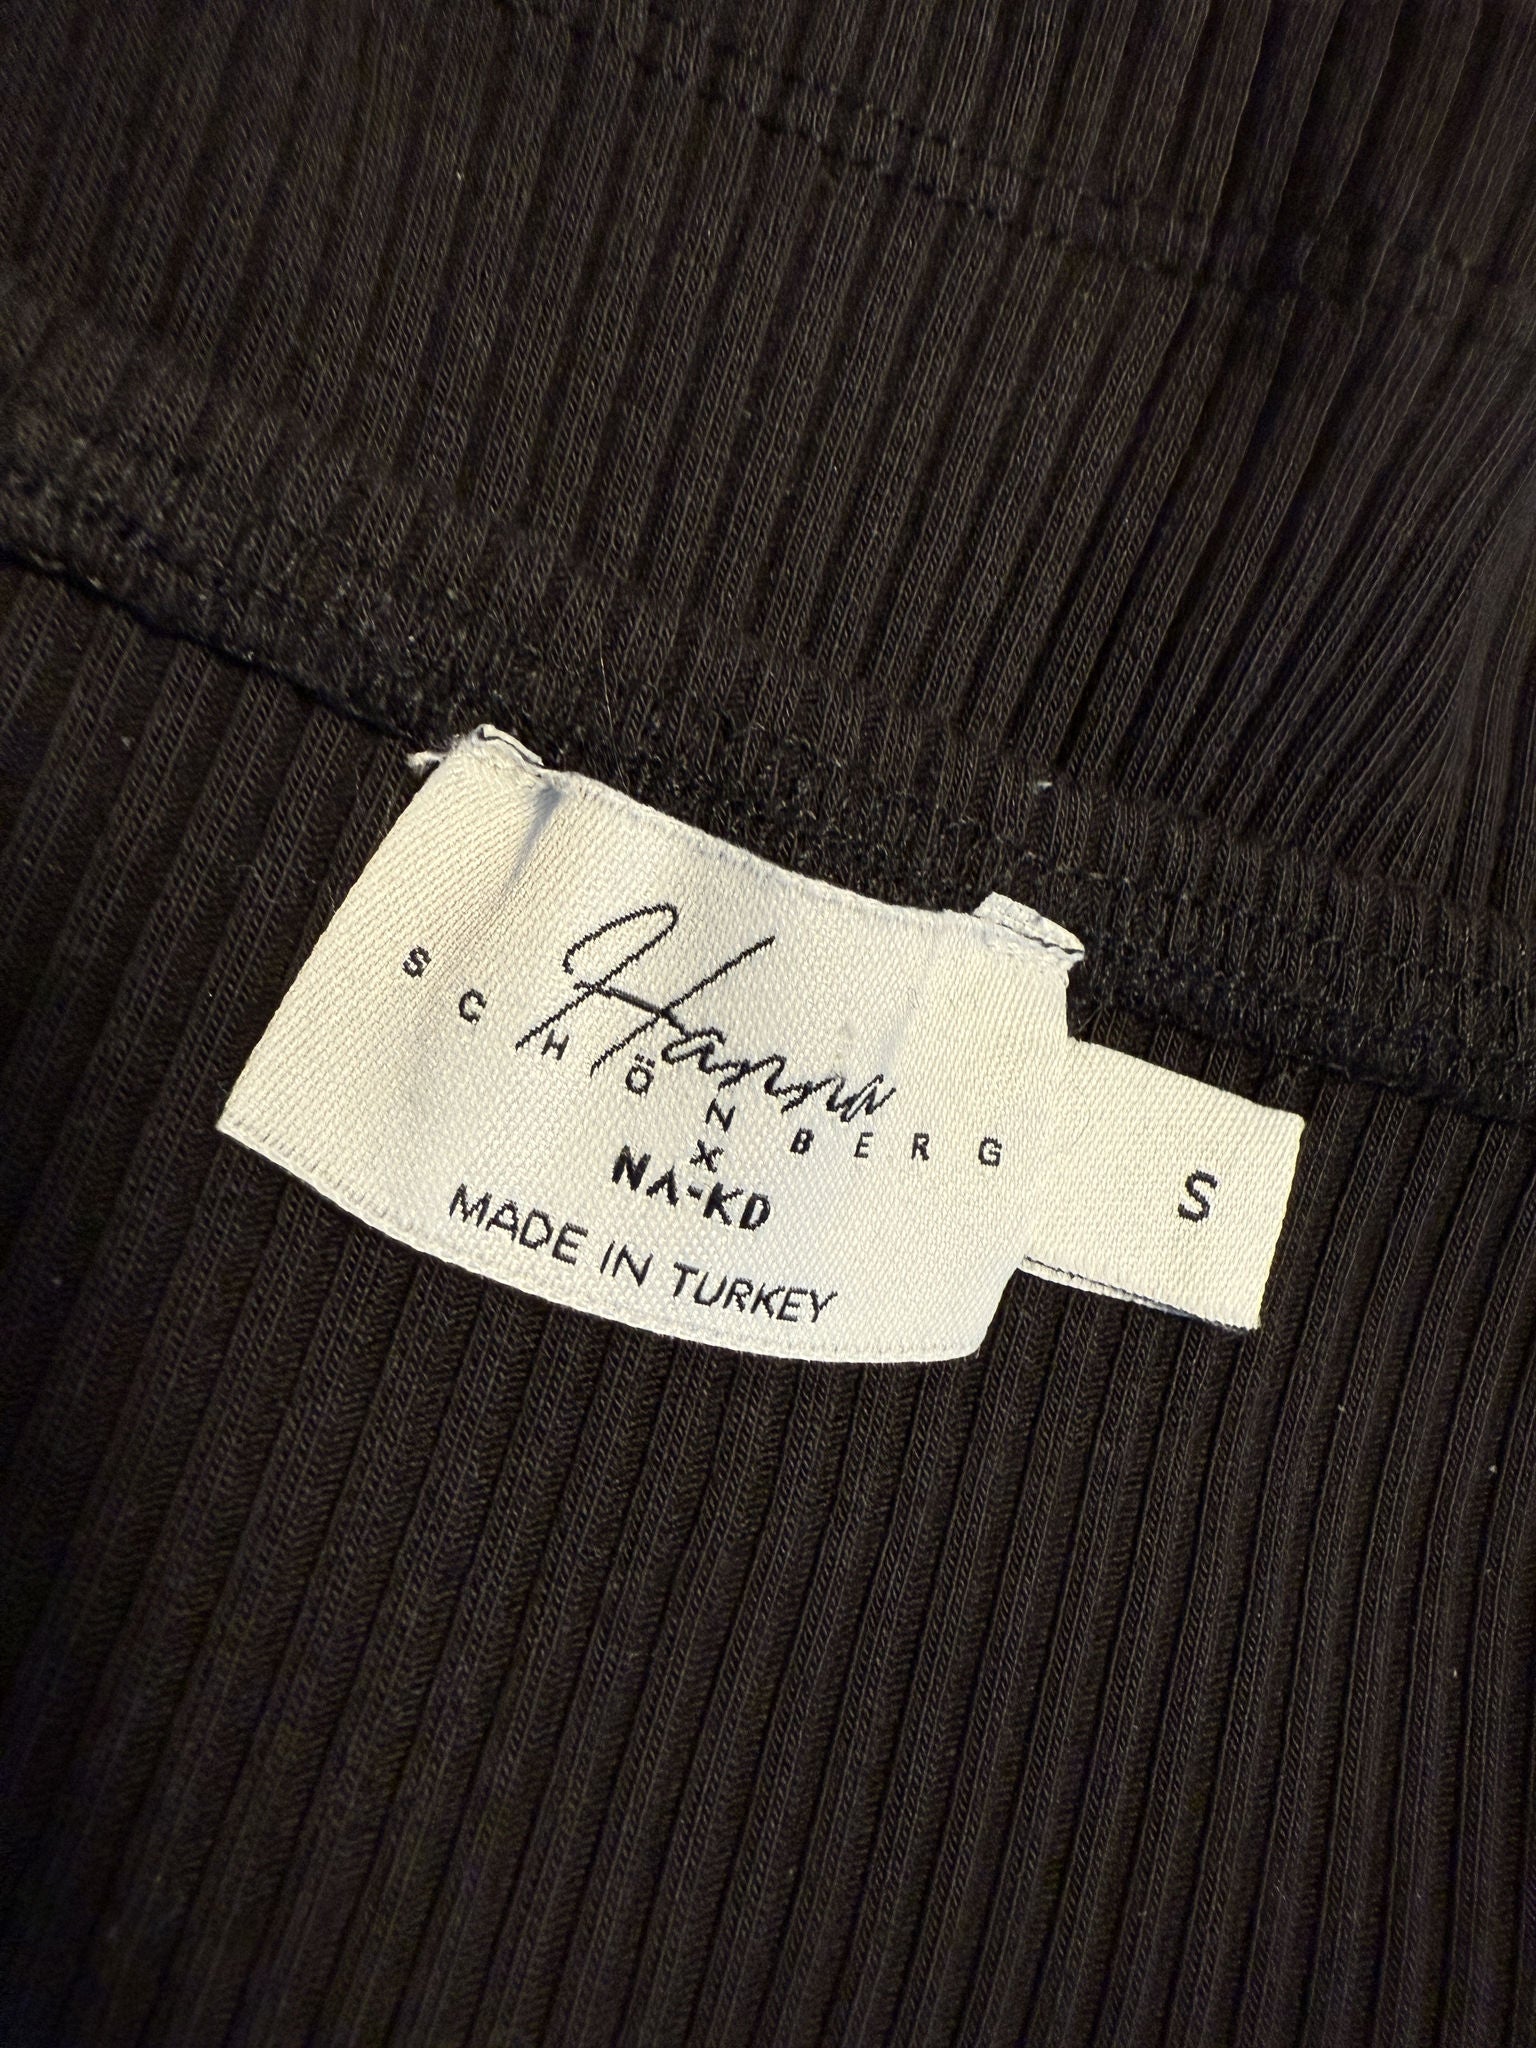 Hanna
SCHÖNBERG
X
NA-KD
MADE IN TURKEY
S